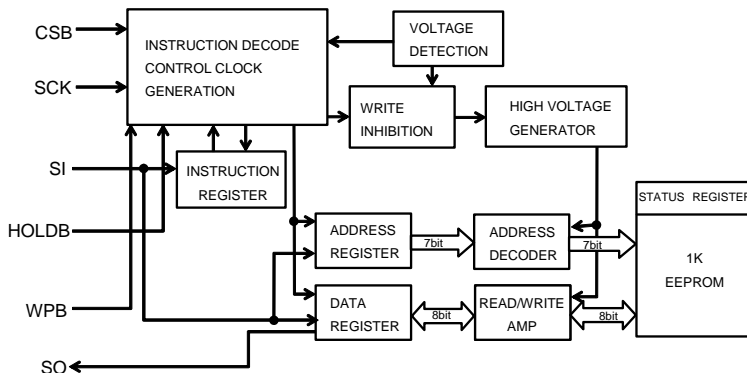 CSB
SCK
SI
HOLDB
WPB
SO
INSTRUCTION DECODE
CONTROL CLOCK
GENERATION
VOLTAGE
DETECTION
WRITE
INHIBITION
HIGH VOLTAGE
GENERATOR
INSTRUCTION
REGISTER
ADDRESS
REGISTER
7bit
ADDRESS
DECODER
7bit
DATA
REGISTER
8bit
READ/WRITE
AMP
8bit
STATUS REGISTER
1K
EEPROM